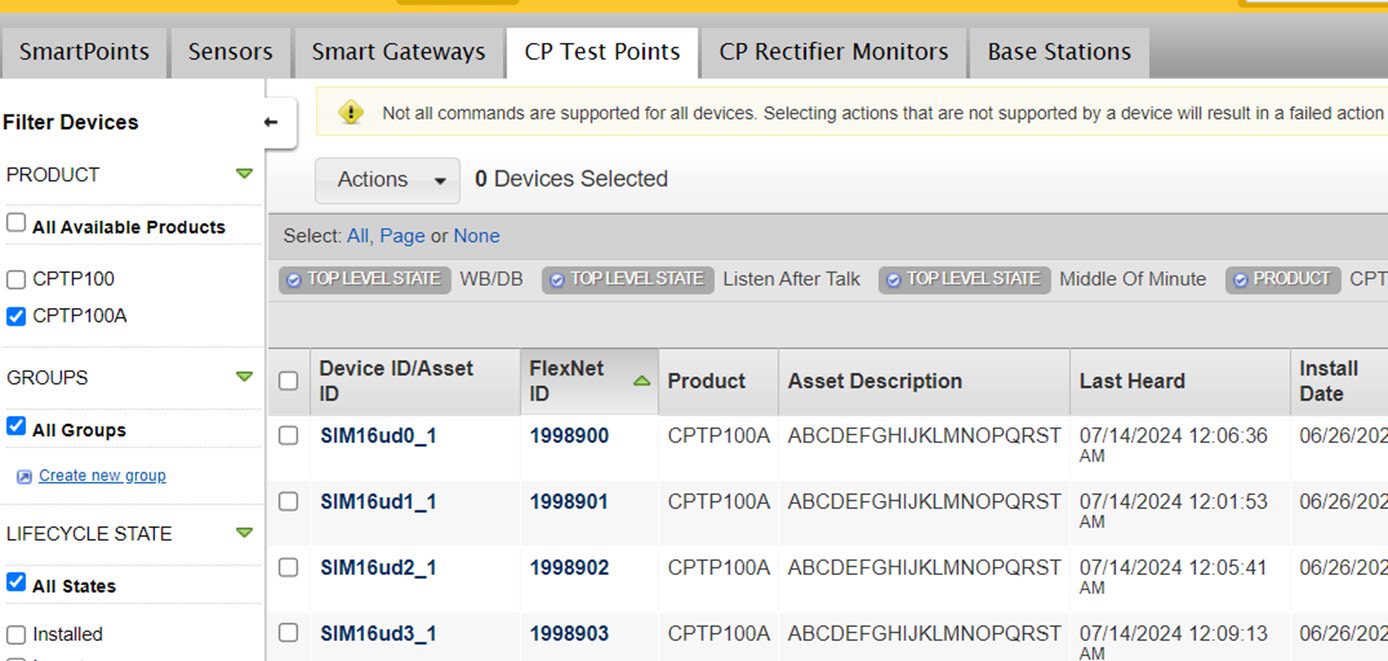 SmartPoints Sensors Smart Gateways CP Test Points CP Rectifier Monitors Base Stations
Filter Devices
PRODUCT
All Available Products
CPTP100
CPTP100A
GROUPS
All Groups
Create new group
LIFECYCLE STATE
All States
Installed
Not all commands are supported for all devices. Selecting actions that are not supported by a device will result in a failed action
Actions 0 Devices Selected
Select: All, Page or None
TOP LEVEL STATE WB/DB TOP LEVEL STATE Listen After Talk TOP LEVEL STATE Middle Of Minute PRODUCT CPT
Device ID/Asset ID FlexNet ID Product Asset Description Last Heard Install Date
SIM16ud0_1 1998900 CPTP100A ABCDEFGHIJKLMNOPQRST 07/14/2024 12:06:36 AM 06/26/202
SIM16ud1_1 1998901 CPTP100A ABCDEFGHIJKLMNOPQRST 07/14/2024 12:01:53 AM 06/26/202
SIM16ud2_1 1998902 CPTP100A ABCDEFGHIJKLMNOPQRST 07/14/2024 12:05:41 AM 06/26/202
SIM16ud3_1 1998903 CPTP100A ABCDEFGHIJKLMNOPQRST 07/14/2024 12:09:13 AM 06/26/202